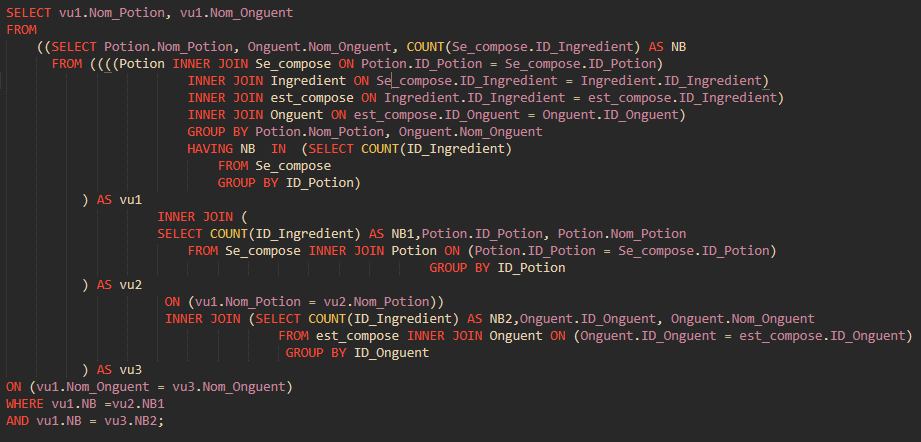 SELECT vu1.Nom_Potion, vu1.Nom_Onguent
FROM
((SELECT Potion.Nom_Potion, Onguent.Nom_Onguent, COUNT(Se_compose.ID_Ingredient) AS NB
FROM ((((Potion INNER JOIN Se_compose ON Potion.ID_Potion = Se_compose.ID_Potion)
INNER JOIN Ingredient ON Se_compose.ID_Ingredient = Ingredient.ID_Ingredient)
INNER JOIN est_compose ON Ingredient.ID_Ingredient = est_compose.ID_Ingredient)
INNER JOIN Onguent ON est_compose.ID_Onguent = Onguent.ID_Onguent)
GROUP BY Potion.Nom_Potion, Onguent.Nom_Onguent
HAVING NB  IN  (SELECT COUNT(ID_Ingredient)
FROM Se_compose
GROUP BY ID_Potion)
) AS vu1
INNER JOIN (
SELECT COUNT(ID_Ingredient) AS NB1,Potion.ID_Potion, Potion.Nom_Potion
FROM Se_compose INNER JOIN Potion ON (Potion.ID_Potion = Se_compose.ID_Potion)
GROUP BY ID_Potion
) AS vu2
ON (vu1.Nom_Potion = vu2.Nom_Potion))
INNER JOIN (SELECT COUNT(ID_Ingredient) AS NB2,Onguent.ID_Onguent, Onguent.Nom_Onguent
FROM est_compose INNER JOIN Onguent ON (Onguent.ID_Onguent = est_compose.ID_Onguent)
GROUP BY ID_Onguent
) AS vu3
ON (vu1.Nom_Onguent = vu3.Nom_Onguent)
WHERE vu1.NB =vu2.NB1
AND vu1.NB = vu3.NB2;